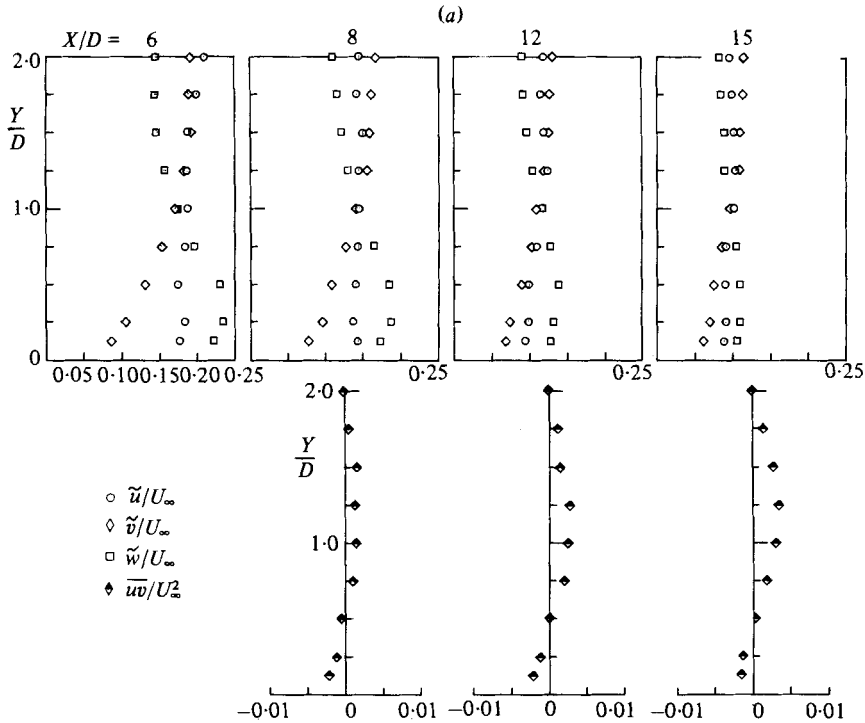 (a)
X/D = 6 8 12 15
2·0
Y/D
1·0
0
0·05 0·10 0·15 0·20 0·25 0·25 0·25 0·25
2·0
Y/D
1·0
○ ũ/U∞
◇ ṽ/U∞
□ w̃/U∞
⬘ u̅v̅/U²∞
−0·01 0 0·01 −0·01 0 0·01 −0·01 0 0·01